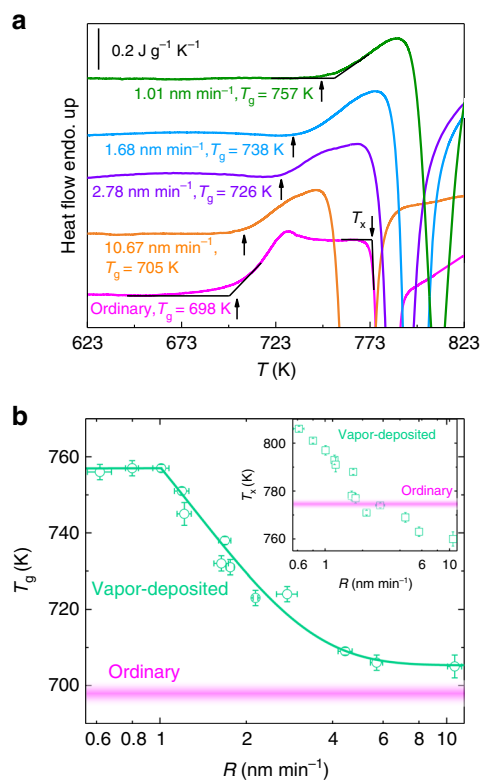 a
0.2 J g⁻¹ K⁻¹
Heat flow endo. up
1.01 nm min⁻¹, Tg = 757 K
1.68 nm min⁻¹, Tg = 738 K
2.78 nm min⁻¹, Tg = 726 K
10.67 nm min⁻¹,
Tg = 705 K
Tx
Ordinary, Tg = 698 K
623 673 723 773 823
T (K)
b
Tg (K)
760
740
720
700
Vapor-deposited
Ordinary
0.6 0.8 1 2 4 6 8 10
R (nm min⁻¹)
Tx (K)
800
780
760
Vapor-deposited
Ordinary
0.6 1 2 4 6 10
R (nm min⁻¹)